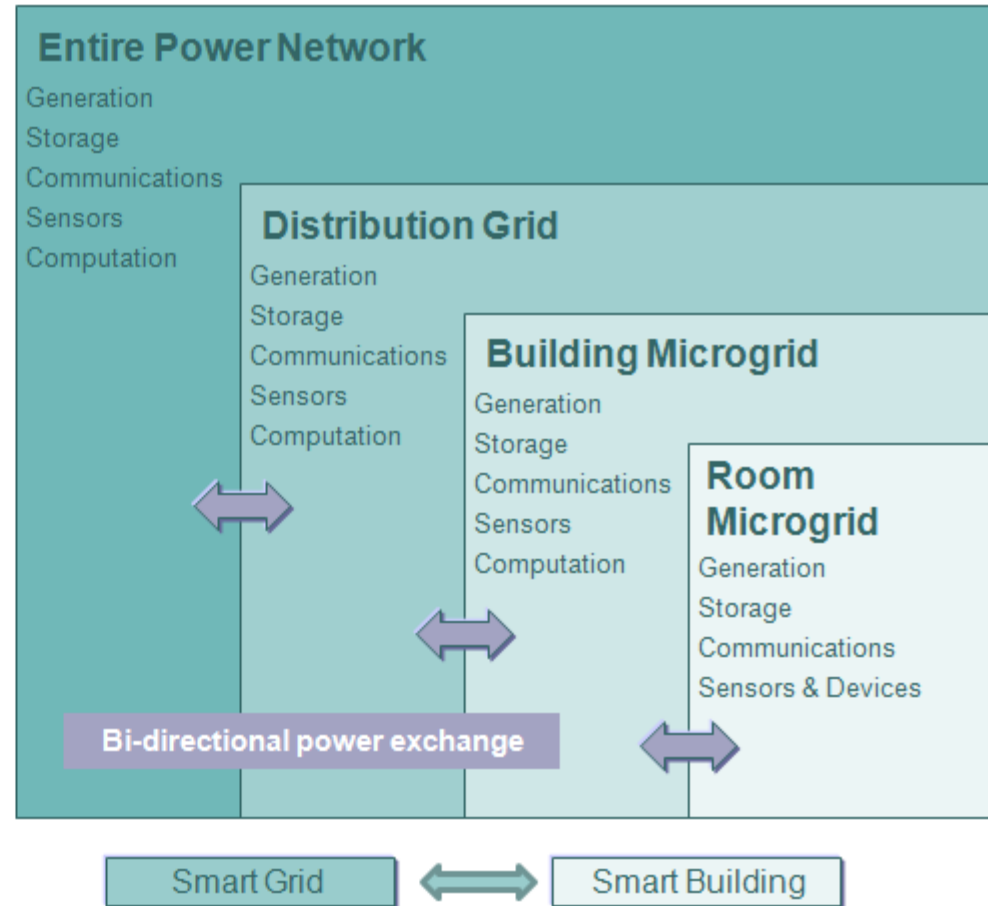 Entire Power Network
Generation
Storage
Communications
Sensors
Computation
Distribution Grid
Generation
Storage
Communications
Sensors
Computation
Building Microgrid
Generation
Storage
Communications
Sensors
Computation
Room
Microgrid
Generation
Storage
Communications
Sensors & Devices
Bi-directional power exchange
Smart Grid
Smart Building